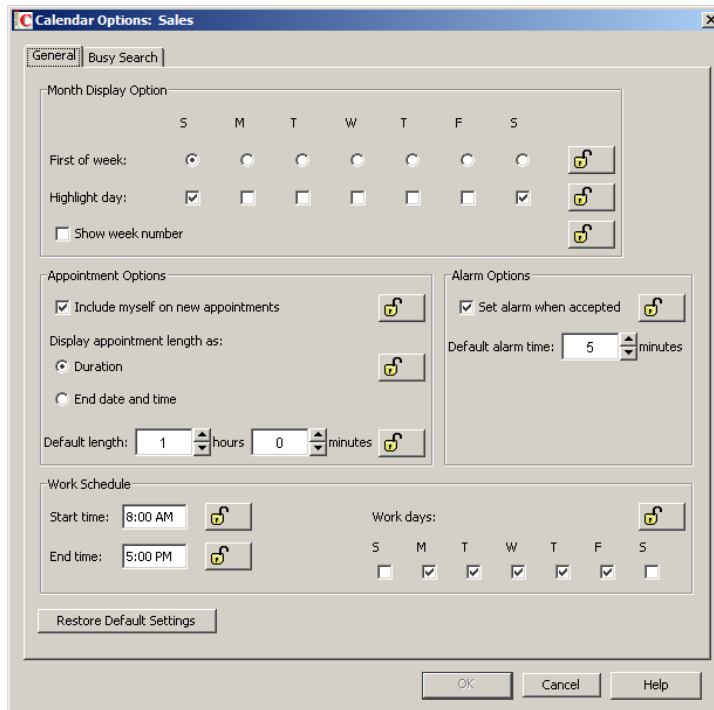 Calendar Options: Sales
General Busy Search
Month Display Option
S M T W T F S
First of week:
Highlight day:
Show week number
Appointment Options
Include myself on new appointments
Display appointment length as:
Duration
End date and time
Default length: 1 hours 0 minutes
Alarm Options
Set alarm when accepted
Default alarm time: 5 minutes
Work Schedule
Start time: 8:00 AM
End time: 5:00 PM
Work days:
S M T W T F S
Restore Default Settings
OK Cancel Help